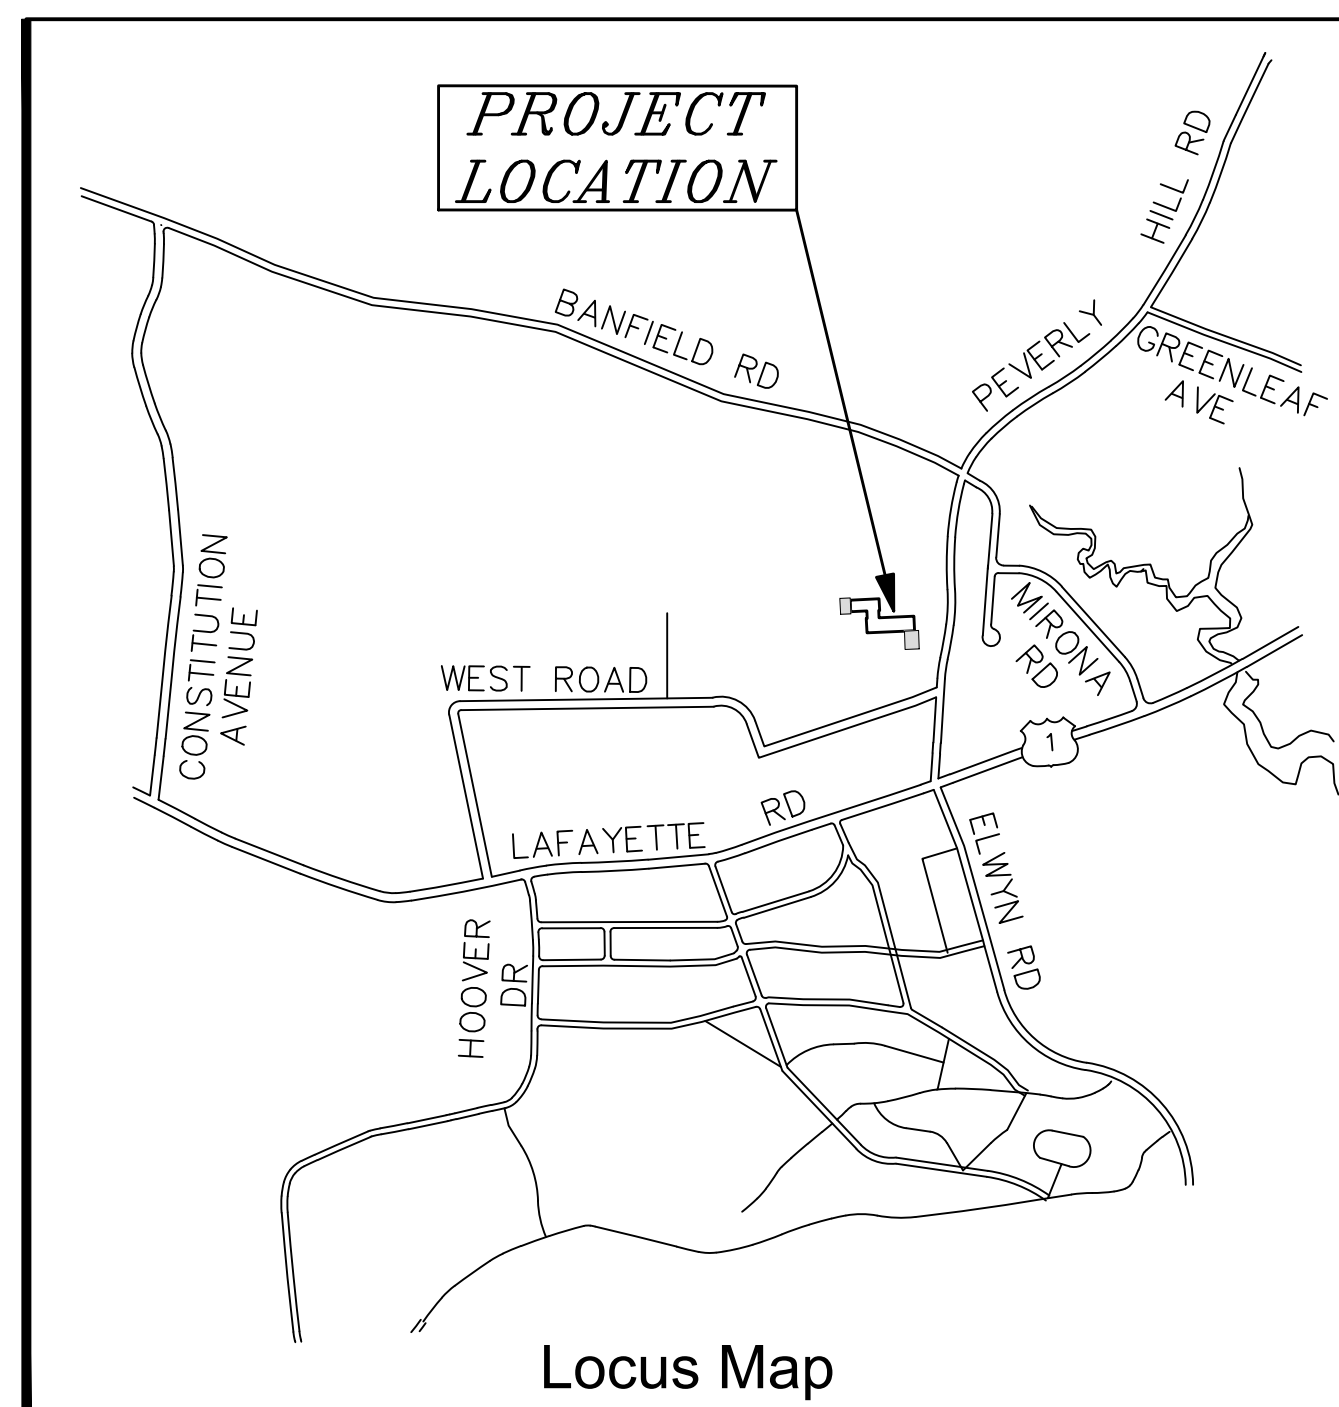 PROJECT
LOCATION
HILL RD
BANFIELD RD
PEVERLY
GREENLEAF
AVE
CONSTITUTION
AVENUE
MIRONA
RD
WEST ROAD
1
LAFAYETTE RD
ELWYN RD
HOOVER
DR
Locus Map